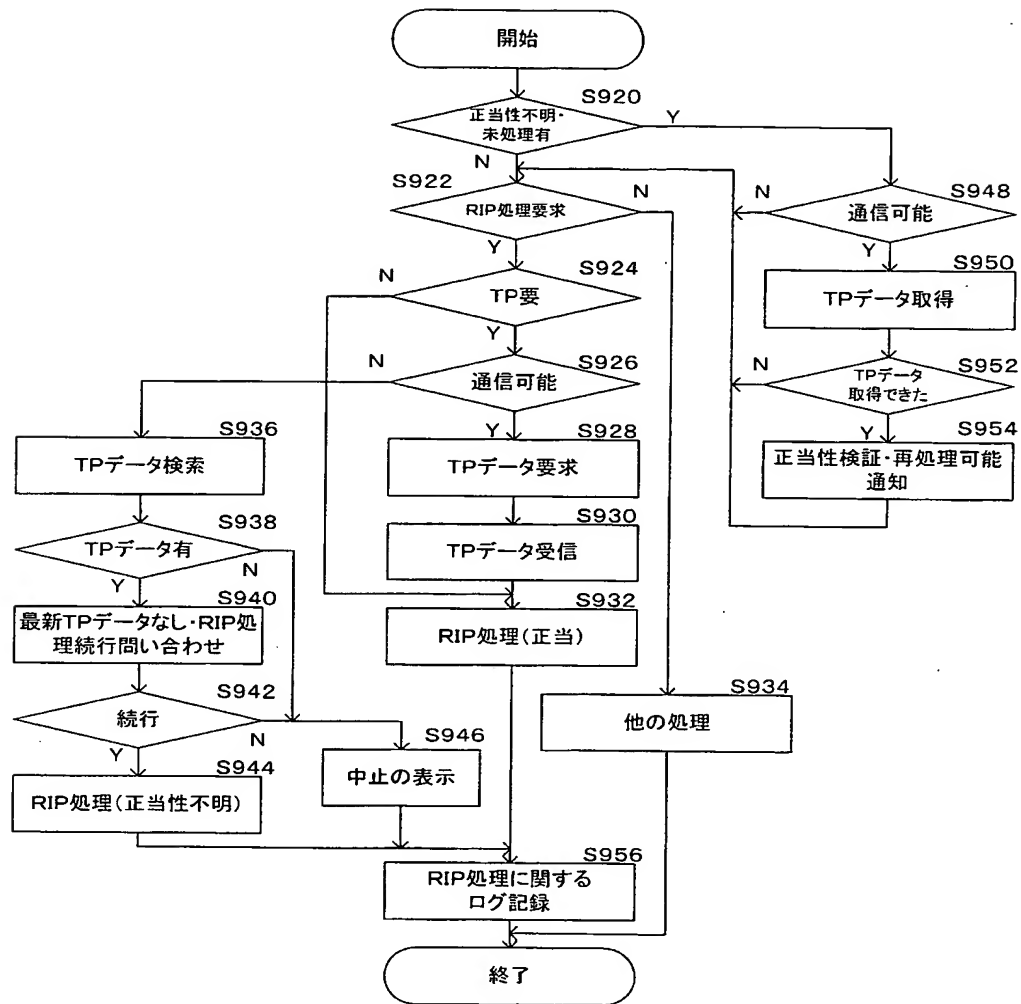 開始
S920
正当性不明・
未処理有
Y
N
S922
RIP処理要求
N
Y
S948
通信可能
N
Y
S924
TP要
N
Y
S950
TPデータ取得
S926
通信可能
N
Y
S952
TPデータ
取得できた
N
Y
S954
正当性検証・再処理可能
通知
S936
TPデータ検索
S928
TPデータ要求
S938
TPデータ有
N
Y
S930
TPデータ受信
S940
最新TPデータなし・RIP処
理続行問い合わせ
S932
RIP処理(正当)
S942
続行
N
Y
S934
他の処理
S946
中止の表示
S944
RIP処理(正当性不明)
S956
RIP処理に関する
ログ記録
終了